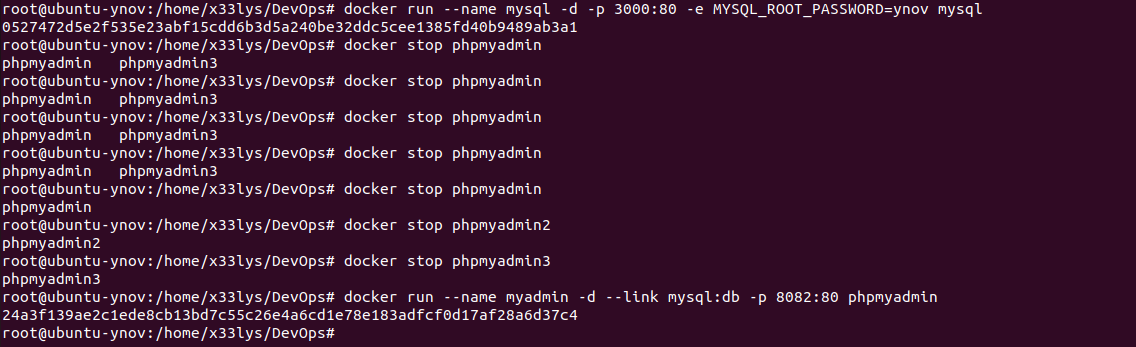 root@ubuntu-ynov:/home/x33lys/DevOps# docker run --name mysql -d -p 3000:80 -e MYSQL_ROOT_PASSWORD=ynov mysql
0527472d5e2f535e23abf15cdd6b3d5a240be32ddc5cee1385fd40b9489ab3a1
root@ubuntu-ynov:/home/x33lys/DevOps# docker stop phpmyadmin
phpmyadmin   phpmyadmin3
root@ubuntu-ynov:/home/x33lys/DevOps# docker stop phpmyadmin
phpmyadmin   phpmyadmin3
root@ubuntu-ynov:/home/x33lys/DevOps# docker stop phpmyadmin
phpmyadmin   phpmyadmin3
root@ubuntu-ynov:/home/x33lys/DevOps# docker stop phpmyadmin
phpmyadmin   phpmyadmin3
root@ubuntu-ynov:/home/x33lys/DevOps# docker stop phpmyadmin
phpmyadmin
root@ubuntu-ynov:/home/x33lys/DevOps# docker stop phpmyadmin2
phpmyadmin2
root@ubuntu-ynov:/home/x33lys/DevOps# docker stop phpmyadmin3
phpmyadmin3
root@ubuntu-ynov:/home/x33lys/DevOps# docker run --name myadmin -d --link mysql:db -p 8082:80 phpmyadmin
24a3f139ae2c1ede8cb13bd7c55c26e4a6cd1e78e183adfcf0d17af28a6d37c4
root@ubuntu-ynov:/home/x33lys/DevOps#